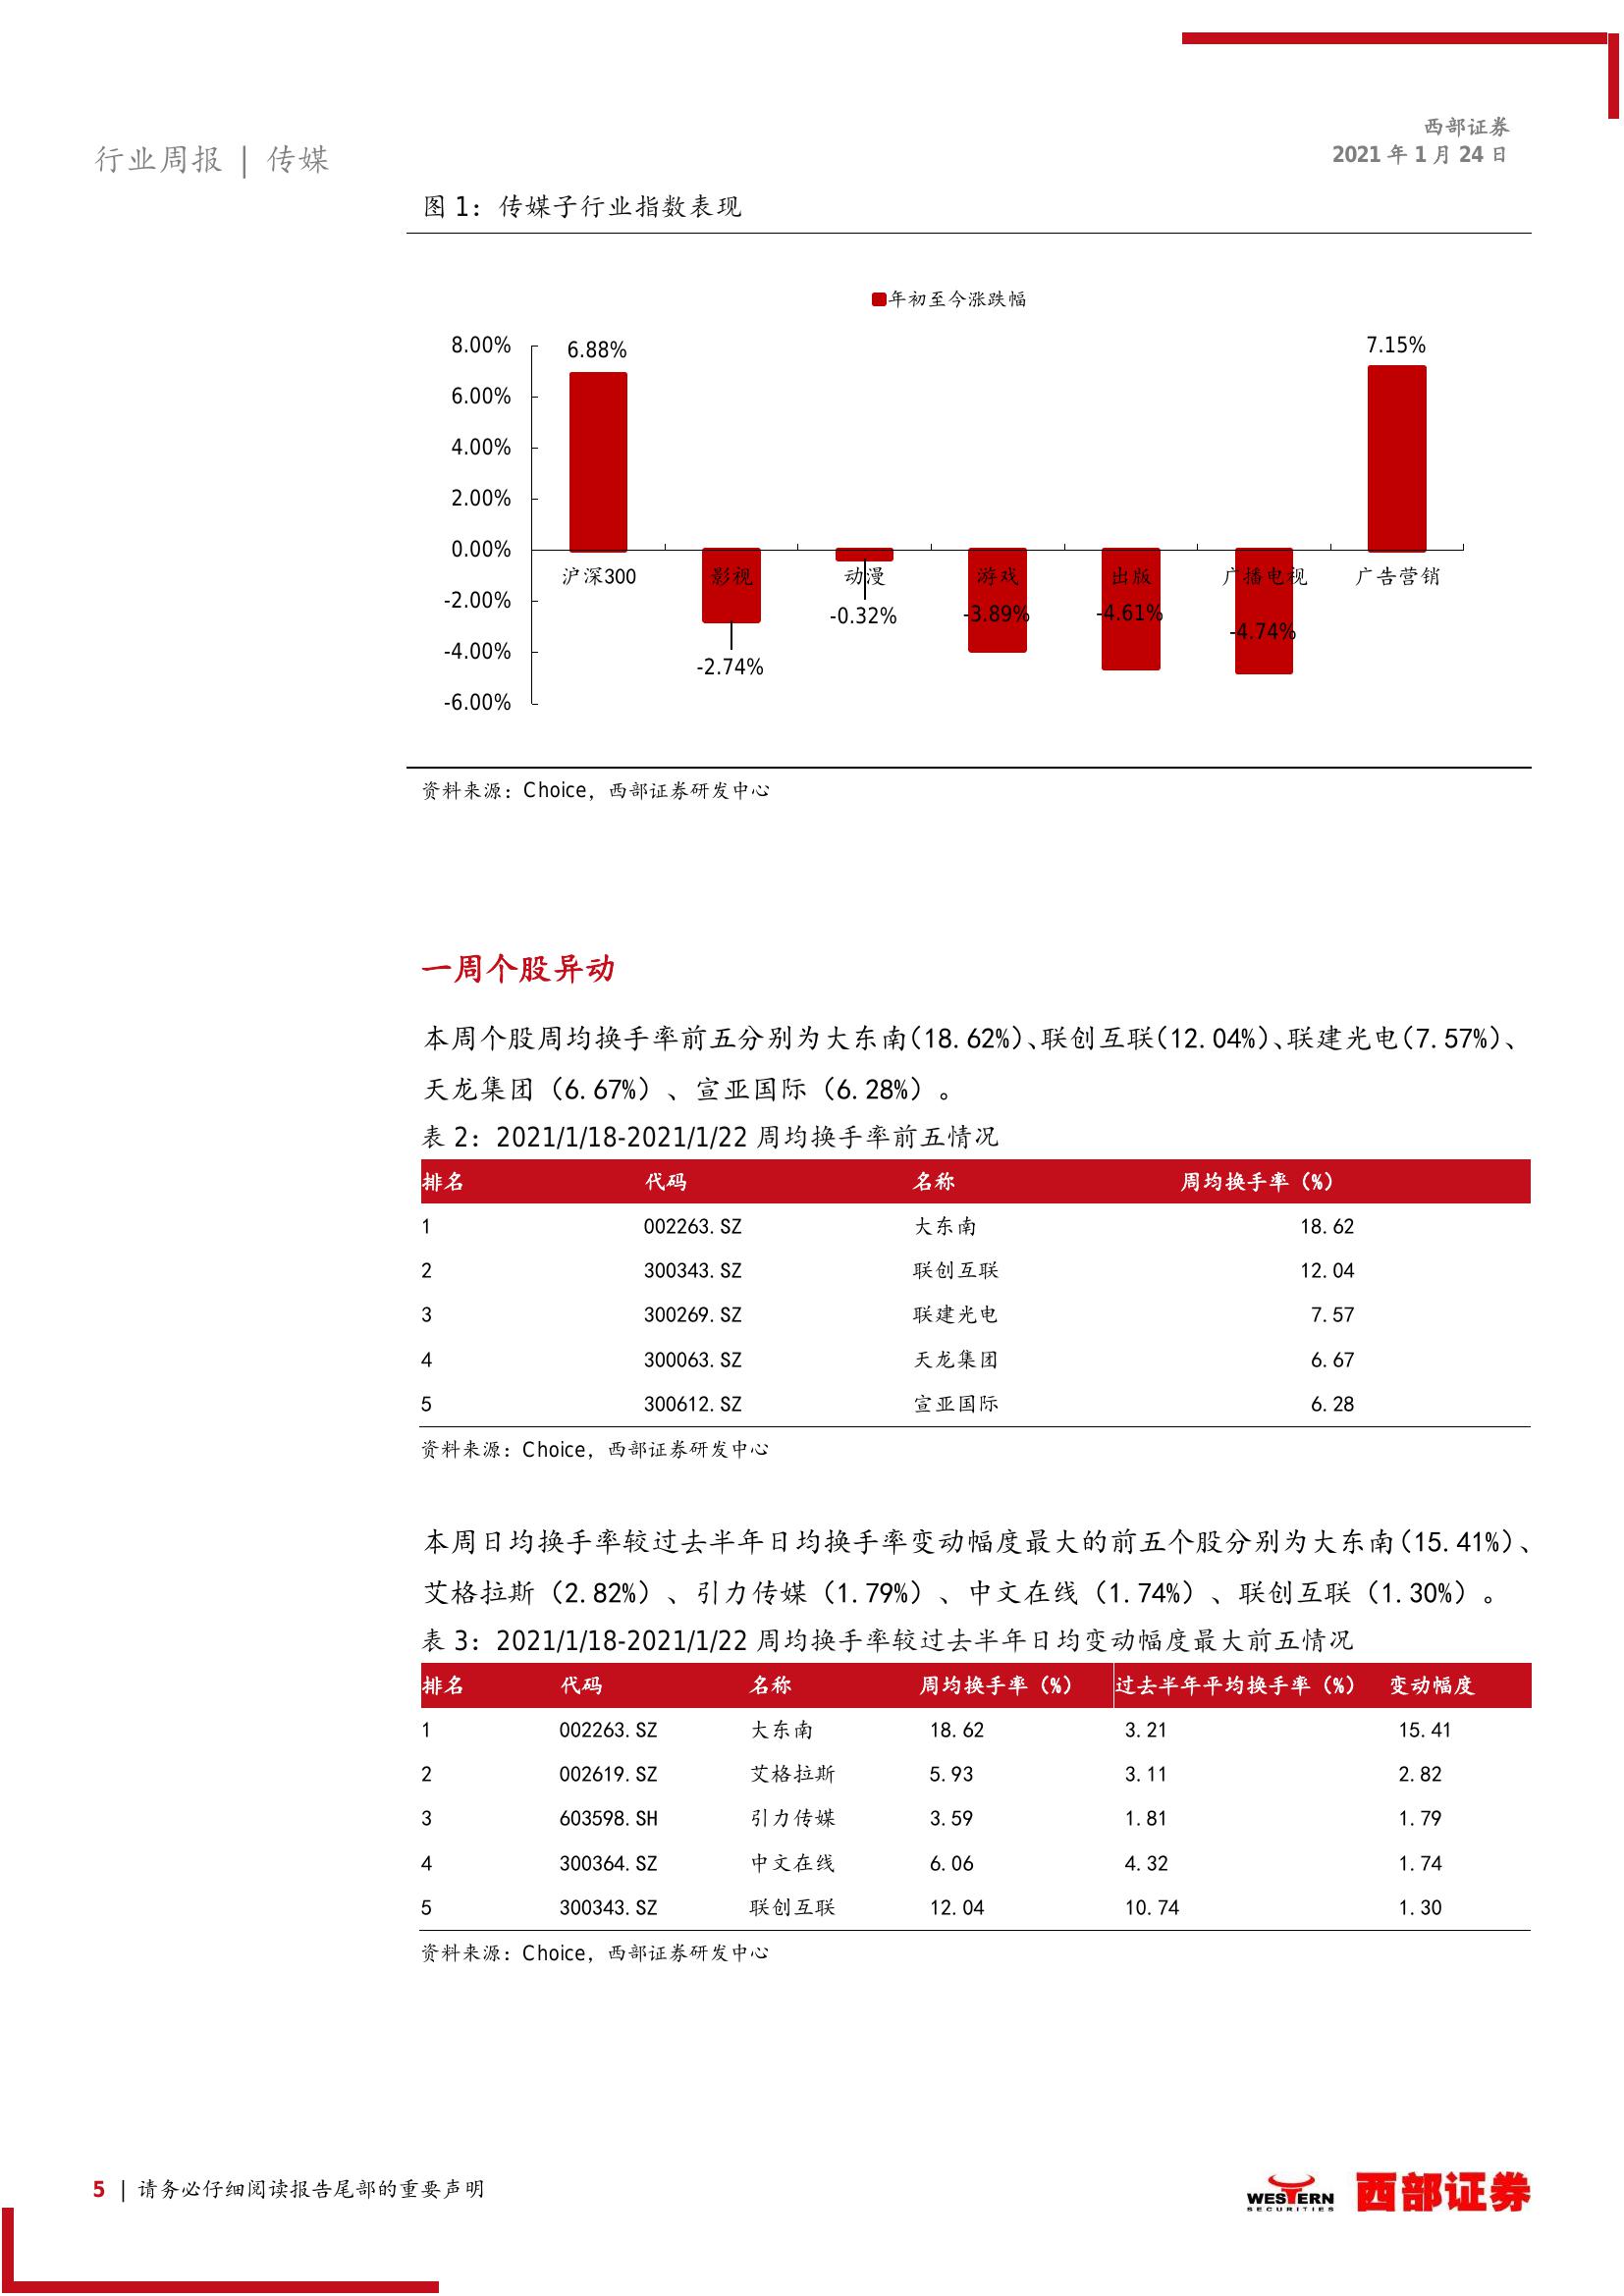 行业周报 | 传媒
西部证券
2021 年 1 月 24 日
图 1：传媒子行业指数表现
年初至今涨跌幅
8.00%
6.00%
4.00%
2.00%
0.00%
-2.00%
-4.00%
-6.00%
6.88%
-2.74%
-0.32%
-3.89%
-4.61%
-4.74%
7.15%
沪深300 影视 动漫 游戏 出版 广播电视 广告营销
资料来源：Choice，西部证券研发中心
一周个股异动
本周个股周均换手率前五分别为大东南（18.62%）、联创互联（12.04%）、联建光电（7.57%）、
天龙集团（6.67%）、宣亚国际（6.28%）。
表 2：2021/1/18-2021/1/22 周均换手率前五情况
排名 代码 名称 周均换手率（%）
1 002263.SZ 大东南 18.62
2 300343.SZ 联创互联 12.04
3 300269.SZ 联建光电 7.57
4 300063.SZ 天龙集团 6.67
5 300612.SZ 宣亚国际 6.28
资料来源：Choice，西部证券研发中心
本周日均换手率较过去半年日均换手率变动幅度最大的前五个股分别为大东南（15.41%）、
艾格拉斯（2.82%）、引力传媒（1.79%）、中文在线（1.74%）、联创互联（1.30%）。
表 3：2021/1/18-2021/1/22 周均换手率较过去半年日均变动幅度最大前五情况
排名 代码 名称 周均换手率（%） 过去半年平均换手率（%） 变动幅度
1 002263.SZ 大东南 18.62 3.21 15.41
2 002619.SZ 艾格拉斯 5.93 3.11 2.82
3 603598.SH 引力传媒 3.59 1.81 1.79
4 300364.SZ 中文在线 6.06 4.32 1.74
5 300343.SZ 联创互联 12.04 10.74 1.30
资料来源：Choice，西部证券研发中心
5 | 请务必仔细阅读报告尾部的重要声明
WESTERN
SECURITIES
西部证券